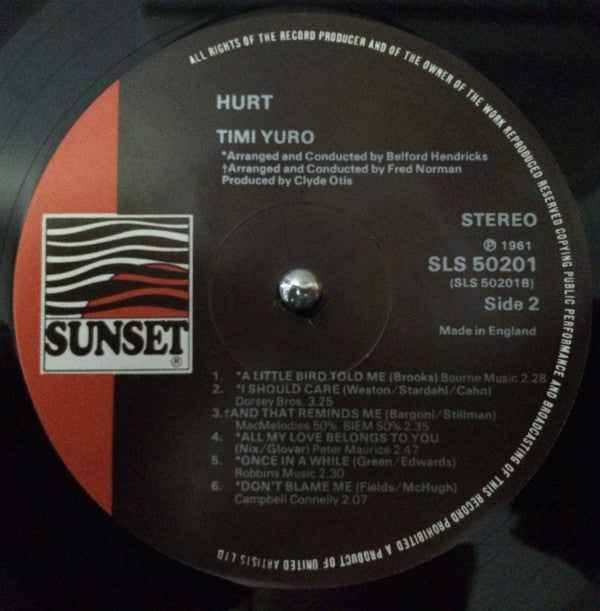 ALL RIGHTS OF THE RECORD PRODUCER AND OF THE OWNER OF THE WORK REPRODUCED RESERVED COPYING PUBLIC PERFORMANCE AND BROADCASTING OF THIS RECORD PROHIBITED A PRODUCT OF UNITED ARTISTS LTD
HURT
TIMI YURO
*Arranged and Conducted by Belford Hendricks
†Arranged and Conducted by Fred Norman
Produced by Clyde Otis
STEREO
℗ 1961
SLS 50201
(SLS 50201B)
Side 2
Made in England
SUNSET®
1. *A LITTLE BIRD TOLD ME (Brooks) Bourne Music 2.28
2. *I SHOULD CARE (Weston/Stardahl/Cahn)
Dorsey Bros. 3.25
3.†AND THAT REMINDS ME (Bargoni/Stillman)
MacMelodies 50%. BIEM 50% 2.35
4. *ALL MY LOVE BELONGS TO YOU
(Nix/Glover) Peter Maurice 2.47
5. *ONCE IN A WHILE (Green/Edwards)
Robbins Music 2.30
6. *DON'T BLAME ME (Fields/McHugh)
Campbell Connelly 2.07